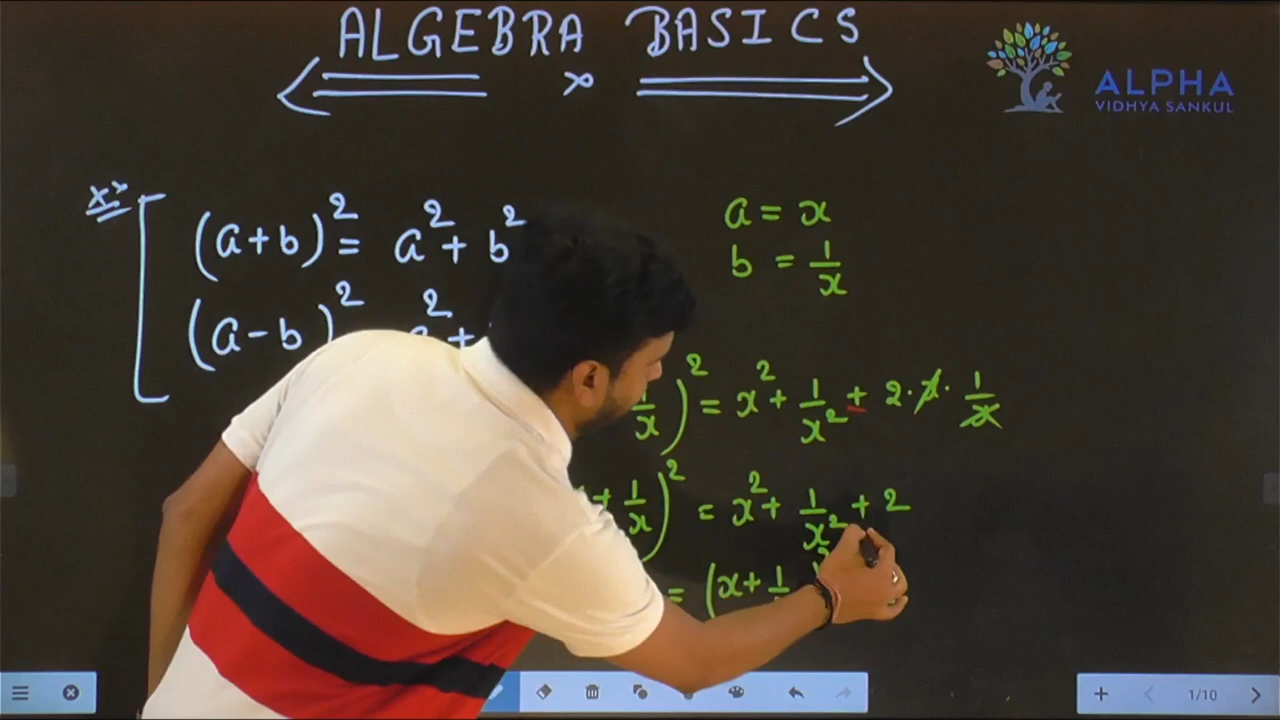 ALGEBRA BASICS
ALPHA
VIDHYA SANKUL
(a+b)² = a² + b²
(a-b)²
a = x
b = 1/x
1/x)² = x² + 1/x² + 2 · x · 1/x
+ 1/x)² = x² + 1/x² + 2
= (x + 1
1/10